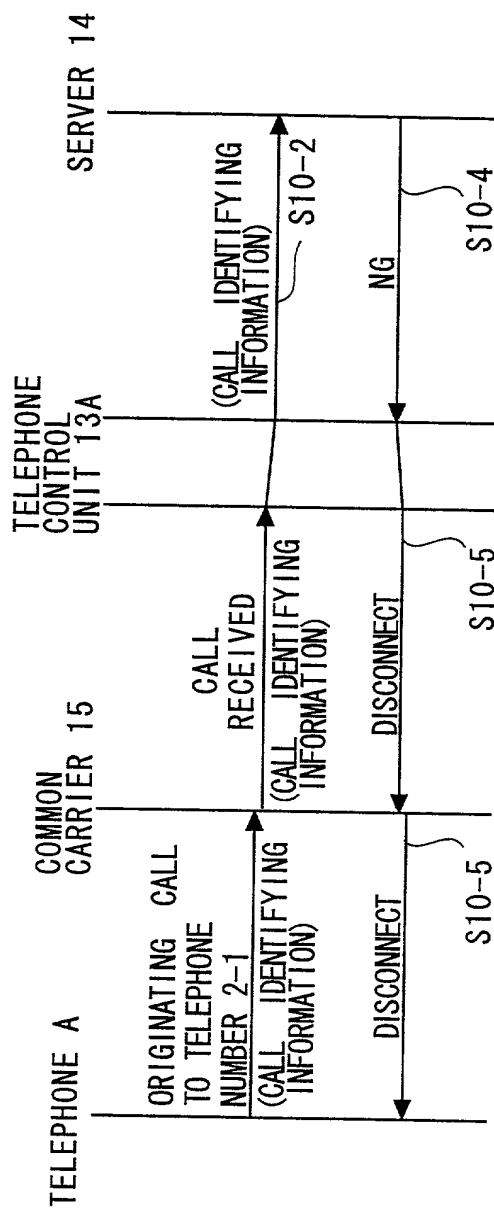 TELEPHONE A
COMMON
CARRIER 15
TELEPHONE
CONTROL
UNIT 13A
SERVER 14
ORIGINATING CALL
TO TELEPHONE
NUMBER 2-1
(CALL IDENTIFYING
INFORMATION)
CALL
RECEIVED
(CALL IDENTIFYING
INFORMATION)
(CALL IDENTIFYING
INFORMATION)
S10-2
DISCONNECT
S10-5
DISCONNECT
S10-5
NG
S10-4